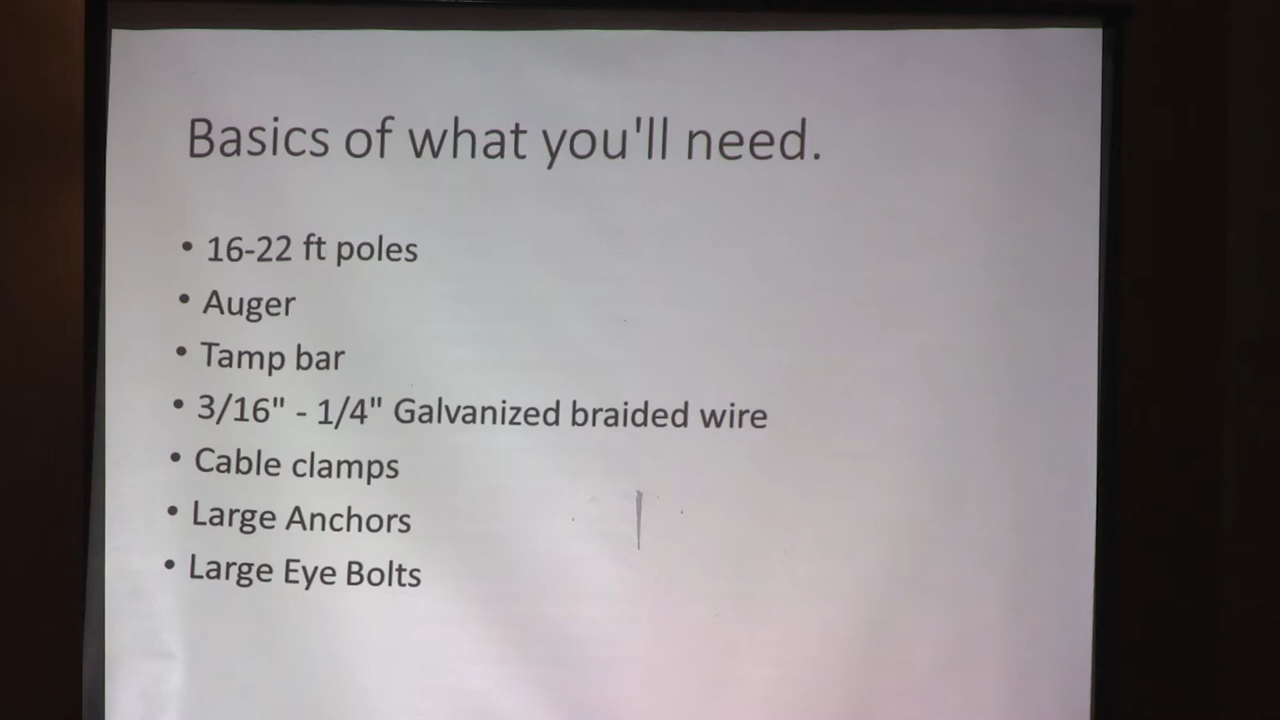 Basics of what you'll need.
• 16-22 ft poles
• Auger
• Tamp bar
• 3/16" - 1/4" Galvanized braided wire
• Cable clamps
• Large Anchors
• Large Eye Bolts